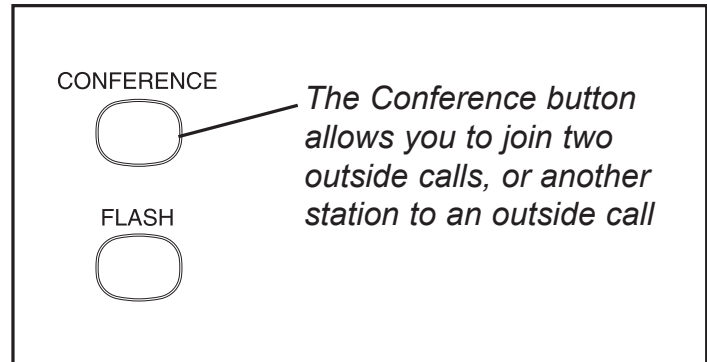 CONFERENCE
The Conference button
allows you to join two
outside calls, or another
station to an outside call
FLASH